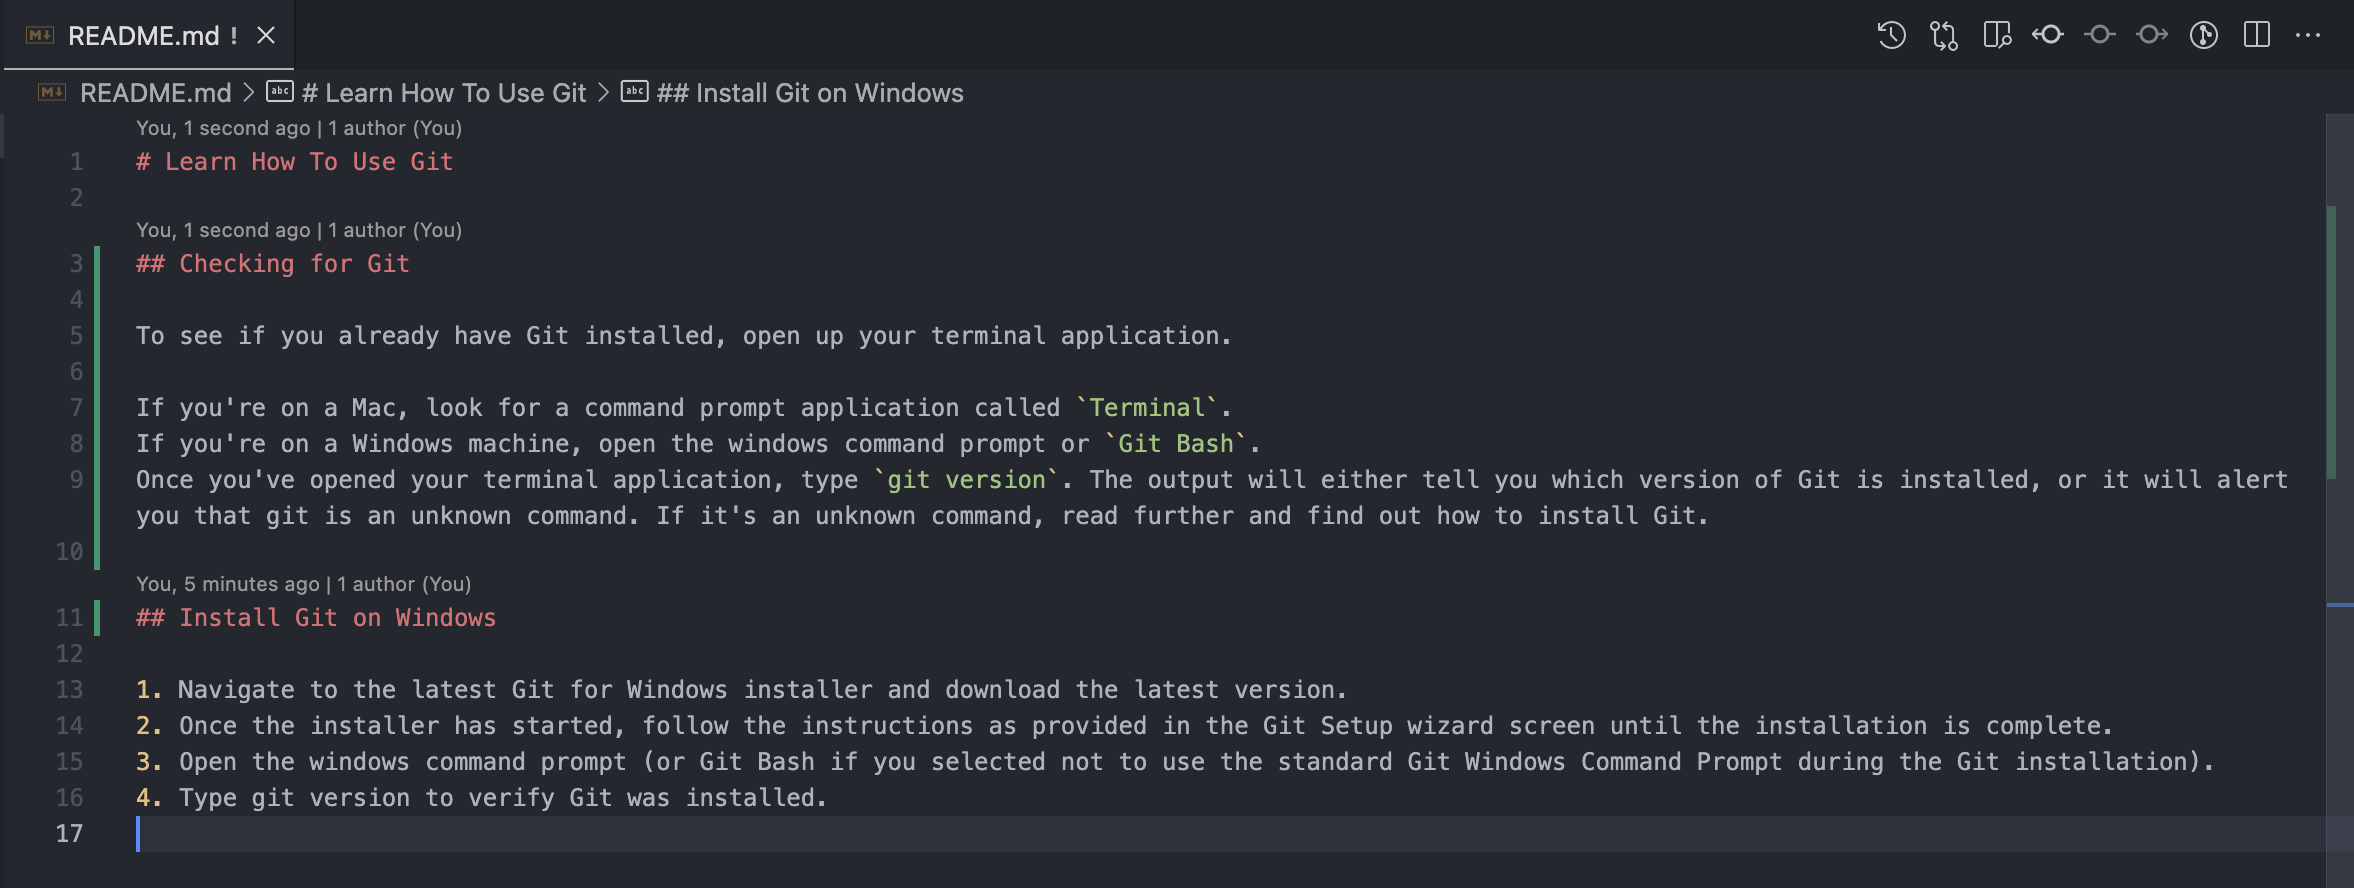 README.md !
README.md > # Learn How To Use Git > ## Install Git on Windows
You, 1 second ago | 1 author (You)
1 # Learn How To Use Git
2
You, 1 second ago | 1 author (You)
3 ## Checking for Git
4
5 To see if you already have Git installed, open up your terminal application.
6
7 If you're on a Mac, look for a command prompt application called `Terminal`.
8 If you're on a Windows machine, open the windows command prompt or `Git Bash`.
9 Once you've opened your terminal application, type `git version`. The output will either tell you which version of Git is installed, or it will alert
you that git is an unknown command. If it's an unknown command, read further and find out how to install Git.
10
You, 5 minutes ago | 1 author (You)
11 ## Install Git on Windows
12
13 1. Navigate to the latest Git for Windows installer and download the latest version.
14 2. Once the installer has started, follow the instructions as provided in the Git Setup wizard screen until the installation is complete.
15 3. Open the windows command prompt (or Git Bash if you selected not to use the standard Git Windows Command Prompt during the Git installation).
16 4. Type git version to verify Git was installed.
17